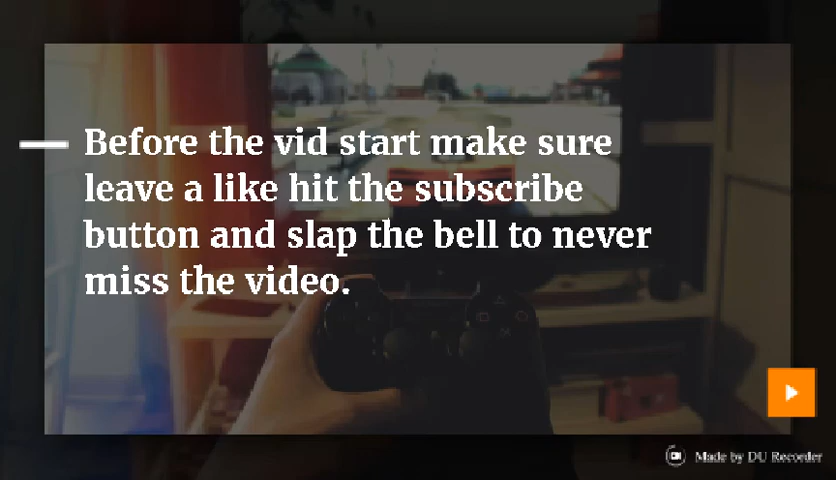 Before the vid start make sure
leave a like hit the subscribe
button and slap the bell to never
miss the video.
Made by DU Recorder